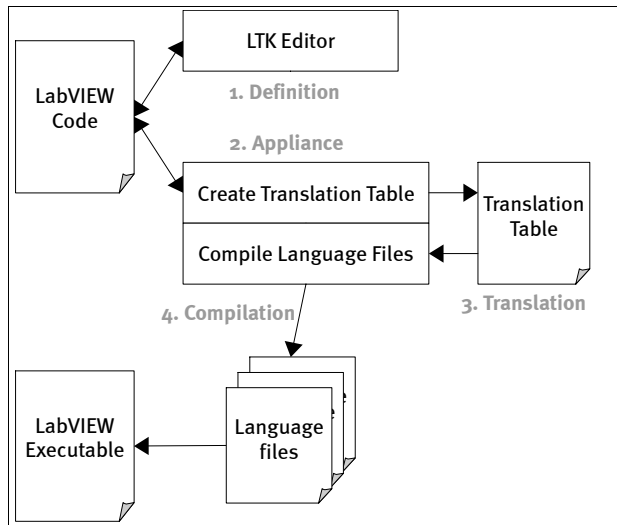 LTK Editor
LabVIEW
Code
1. Definition
2. Appliance
Create Translation Table
Translation
Table
Compile Language Files
3. Translation
4. Compilation
LabVIEW
Executable
Language
files